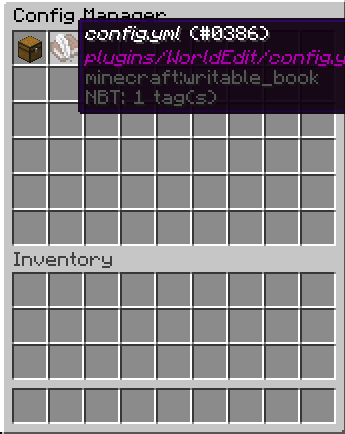 Config Manager
config.yml (#0386)
plugins/WorldEdit/config.y
minecraft:writable_book
NBT: 1 tag(s)
Inventory